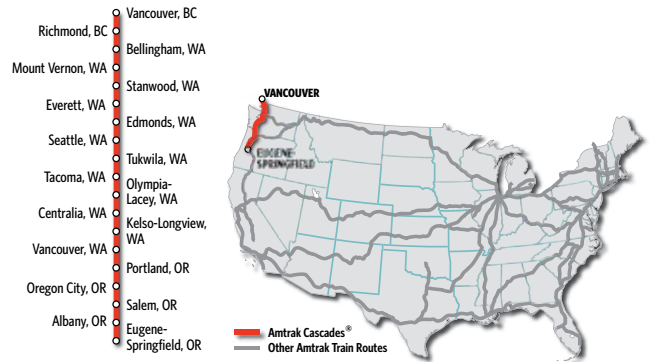 Vancouver, BC
Richmond, BC
Bellingham, WA
Mount Vernon, WA
Stanwood, WA
Everett, WA
Edmonds, WA
Seattle, WA
Tukwila, WA
Tacoma, WA
Olympia-
Lacey, WA
Centralia, WA
Kelso-Longview,
WA
Vancouver, WA
Portland, OR
Oregon City, OR
Salem, OR
Albany, OR
Eugene-
Springfield, OR
VANCOUVER
EUGENE-
SPRINGFIELD
Amtrak Cascades®
Other Amtrak Train Routes